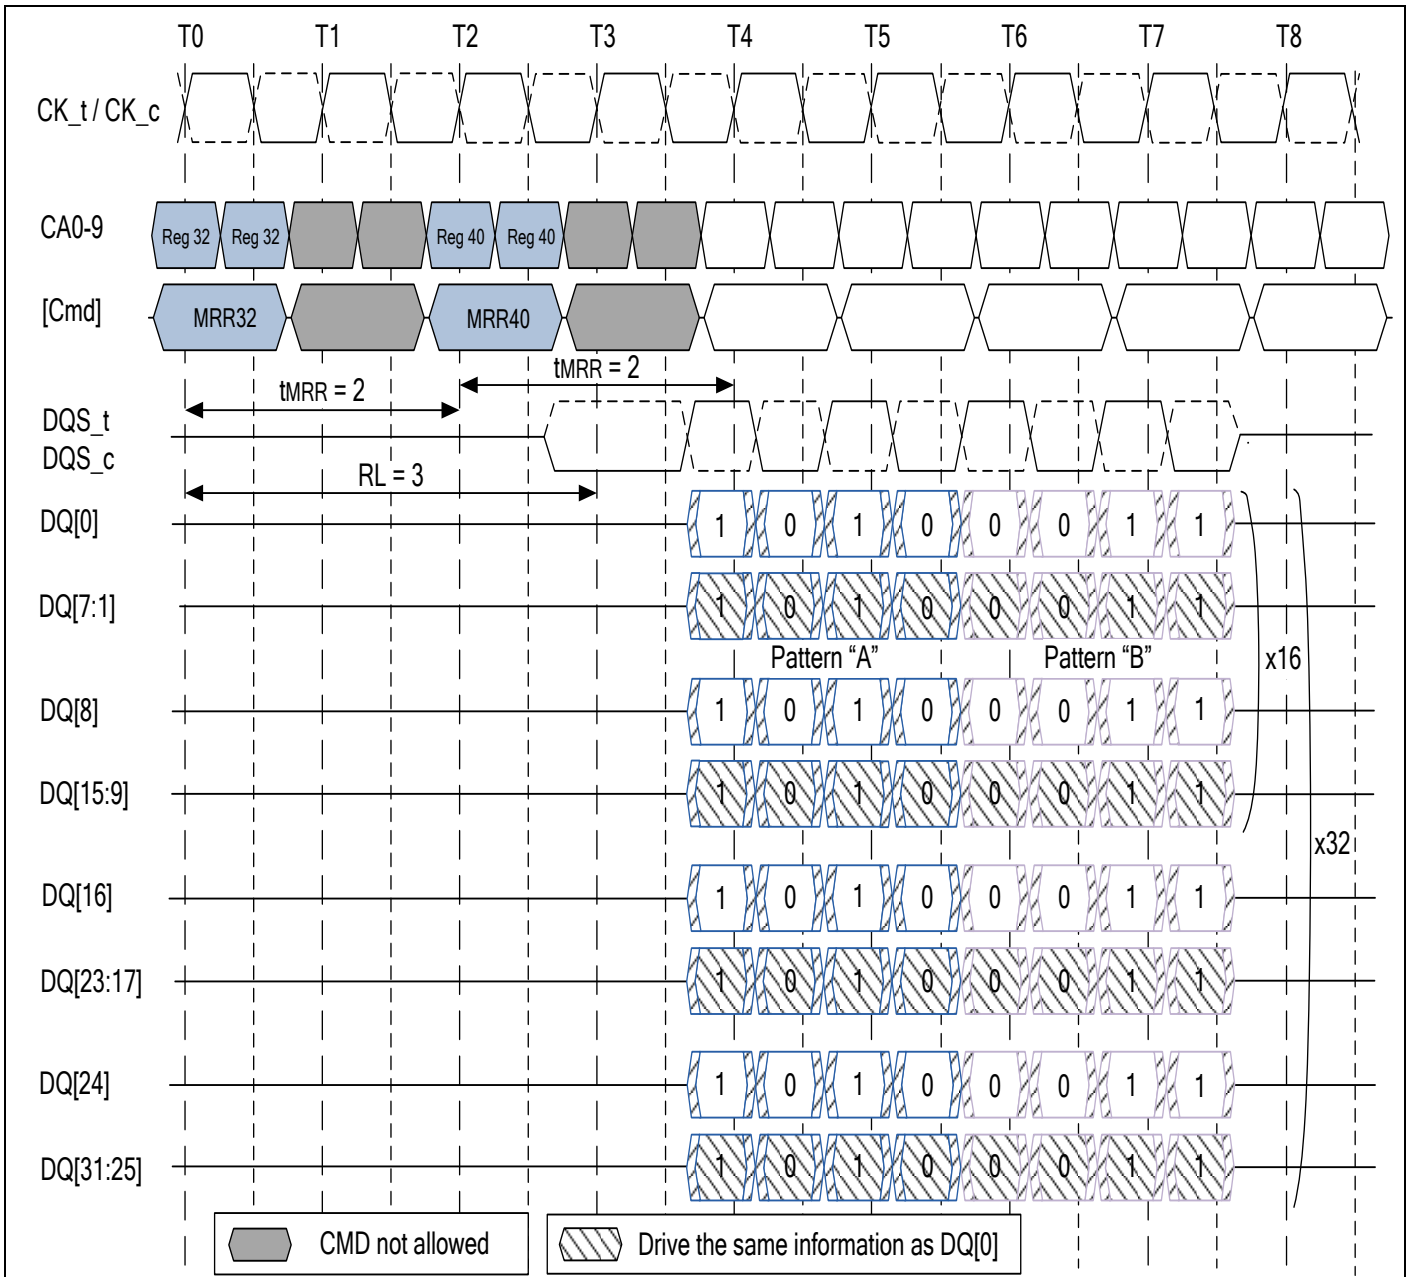 T0 T1 T2 T3 T4 T5 T6 T7 T8
CK_t / CK_c
CA0-9 Reg 32 Reg 32 Reg 40 Reg 40
[Cmd] MRR32 MRR40
tMRR = 2 tMRR = 2
DQS_t
DQS_c
RL = 3
DQ[0] 1 0 1 0 0 0 1 1
DQ[7:1] 1 0 1 0 0 0 1 1
Pattern “A” Pattern “B” x16
DQ[8] 1 0 1 0 0 0 1 1
DQ[15:9] 1 0 1 0 0 0 1 1
x32
DQ[16] 1 0 1 0 0 0 1 1
DQ[23:17] 1 0 1 0 0 0 1 1
DQ[24] 1 0 1 0 0 0 1 1
DQ[31:25] 1 0 1 0 0 0 1 1
CMD not allowed Drive the same information as DQ[0]